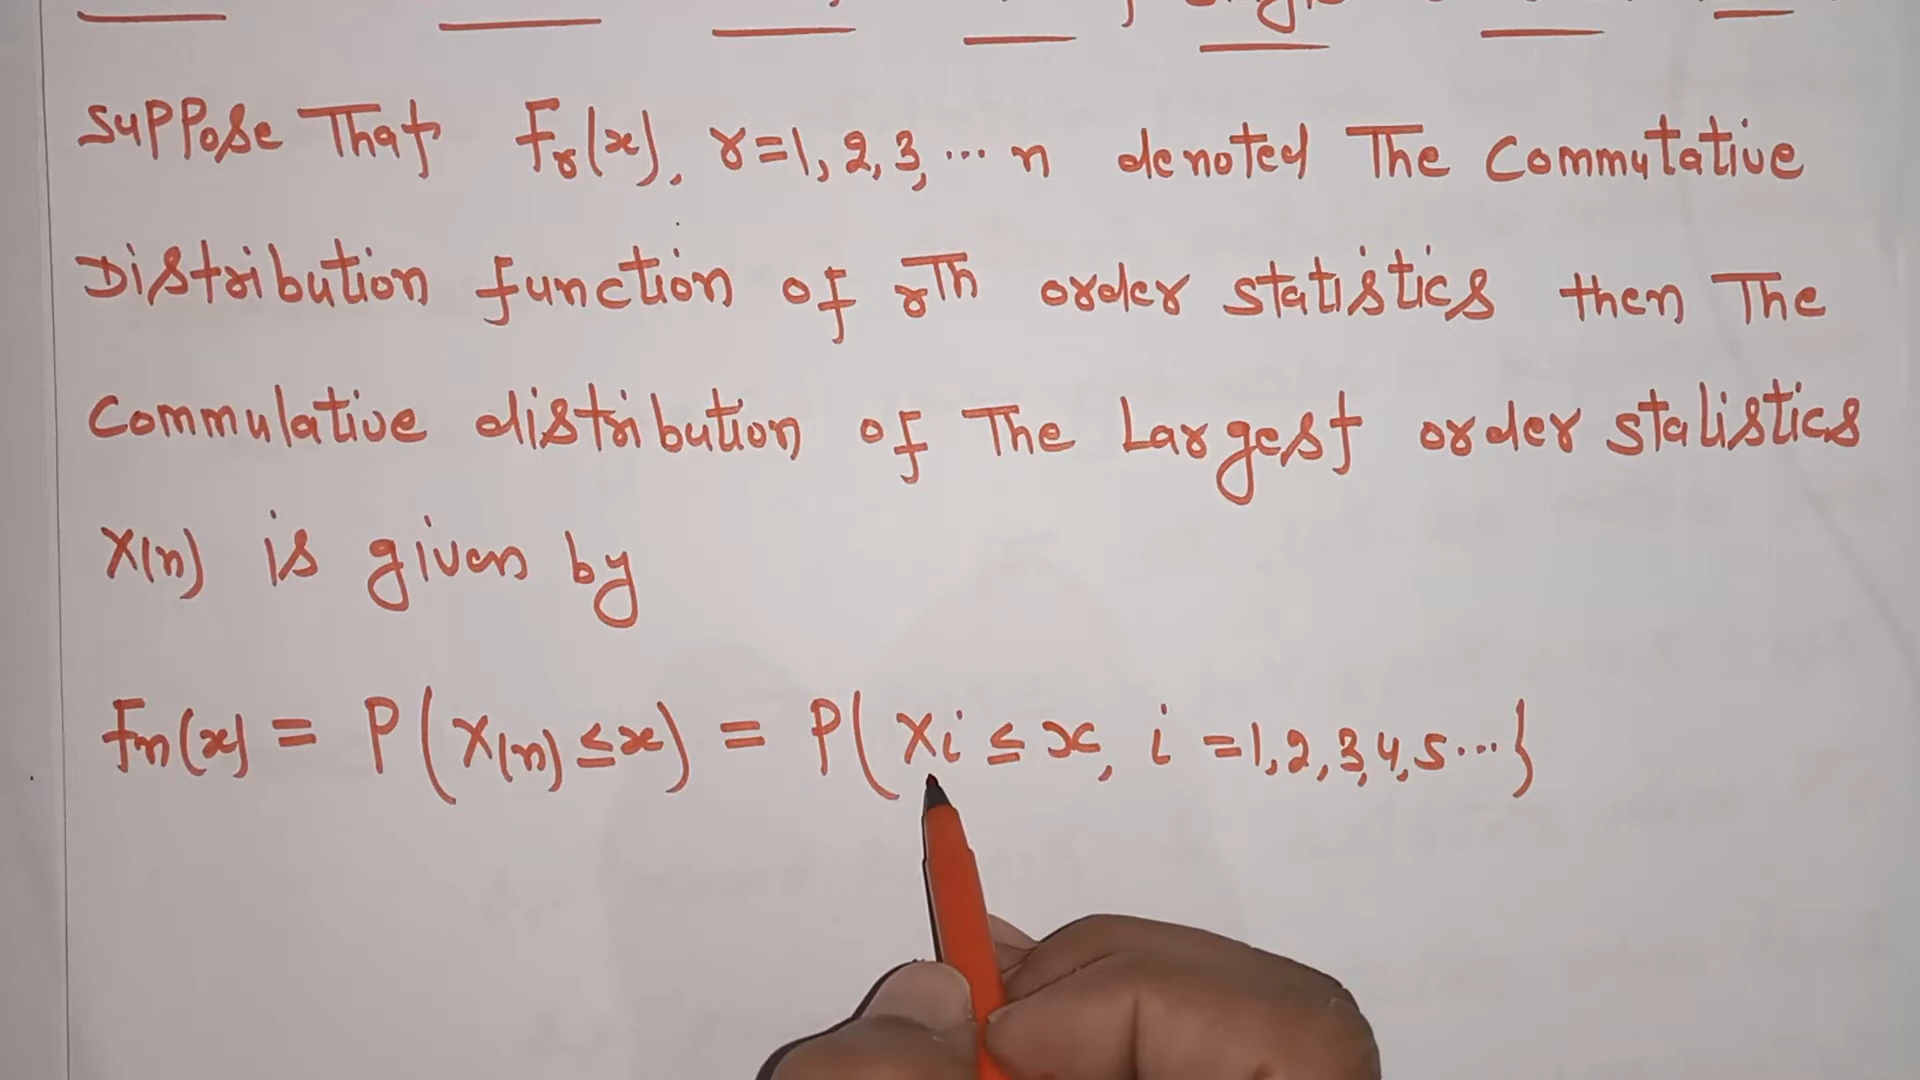 single
Suppose That Fr(x), r=1, 2, 3, ... n denoted The Commutative
Distribution function of rTh order statistics then The
Commulative distribution of The Largest order statistics
X(n) is given by
Fn(x) = P(X(n) ≤ x) = P( Xi ≤ x, i = 1, 2, 3, 4, 5 ... }